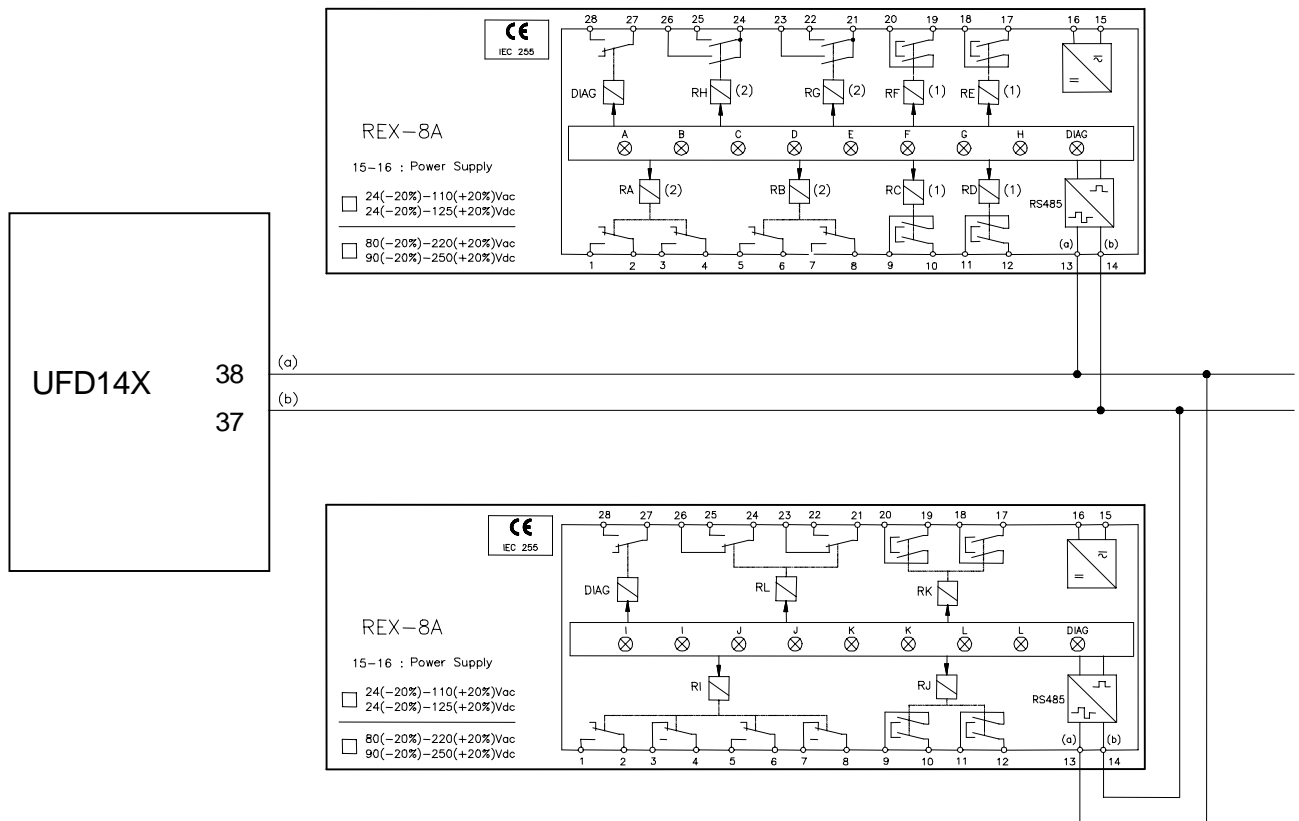 28 27 26 25 24 23 22 21 20 19 18 17 16 15
CE
IEC 255
DIAG RH (2) RG (2) RF (1) RE (1)
REX-8A
A B C D E F G H DIAG
15-16 : Power Supply
RA (2) RB (2) RC (1) RD (1) RS485
24(-20%)-110(+20%)Vac
24(-20%)-125(+20%)Vdc
80(-20%)-220(+20%)Vac
90(-20%)-250(+20%)Vdc
(a) (b)
1 2 3 4 5 6 7 8 9 10 11 12 13 14
UFD14X
38 (a)
37 (b)
28 27 26 25 24 23 22 21 20 19 18 17 16 15
CE
IEC 255
DIAG RL RK
REX-8A
I I J J K K L L DIAG
15-16 : Power Supply
RI RJ RS485
24(-20%)-110(+20%)Vac
24(-20%)-125(+20%)Vdc
80(-20%)-220(+20%)Vac
90(-20%)-250(+20%)Vdc
(a) (b)
1 2 3 4 5 6 7 8 9 10 11 12 13 14